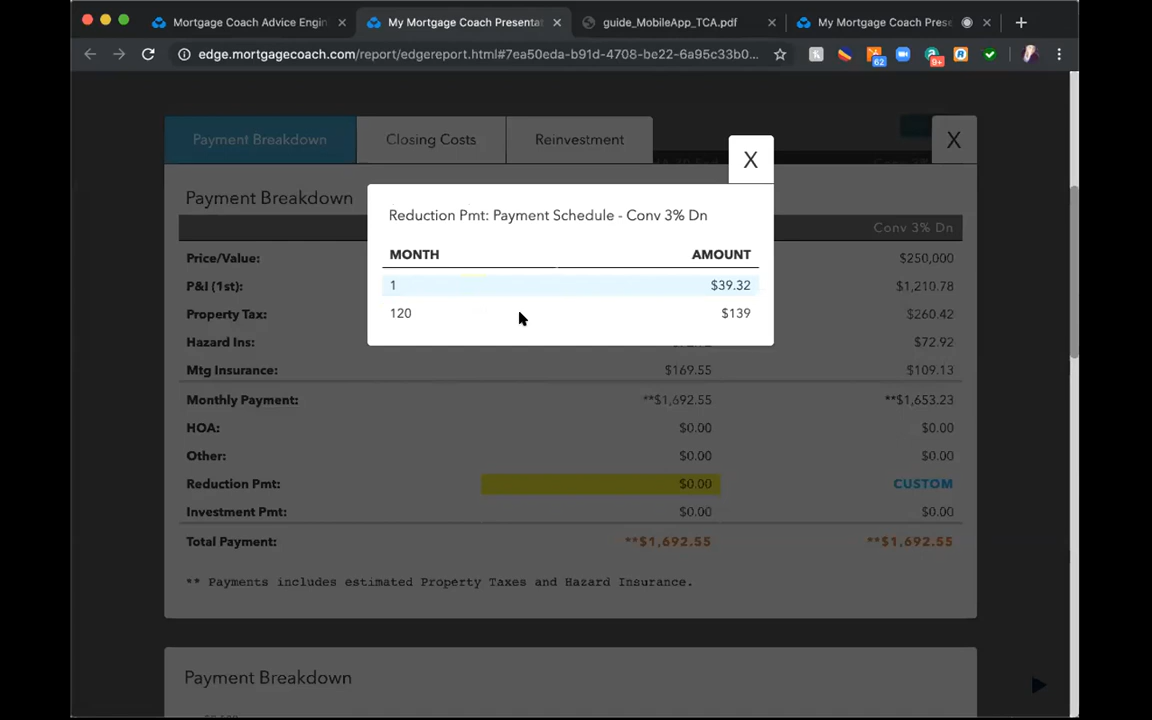 Mortgage Coach Advice Engin
My Mortgage Coach Presentat
guide_MobileApp_TCA.pdf
My Mortgage Coach Prese
edge.mortgagecoach.com/report/edgereport.html#7ea50eda-b91d-4708-be22-6a95c33b0...
62
9+
Payment Breakdown
Closing Costs
Reinvestment
X
X
Payment Breakdown
Reduction Pmt: Payment Schedule - Conv 3% Dn
Conv 3% Dn
MONTH AMOUNT
1 $39.32
120 $139
Price/Value: $250,000
P&I (1st): $1,210.78
Property Tax: $260.42
Hazard Ins: $72.92
Mtg Insurance: $169.55 $109.13
Monthly Payment: **$1,692.55 **$1,653.23
HOA: $0.00 $0.00
Other: $0.00 $0.00
Reduction Pmt: $0.00 CUSTOM
Investment Pmt: $0.00 $0.00
Total Payment: **$1,692.55 **$1,692.55
** Payments includes estimated Property Taxes and Hazard Insurance.
Payment Breakdown